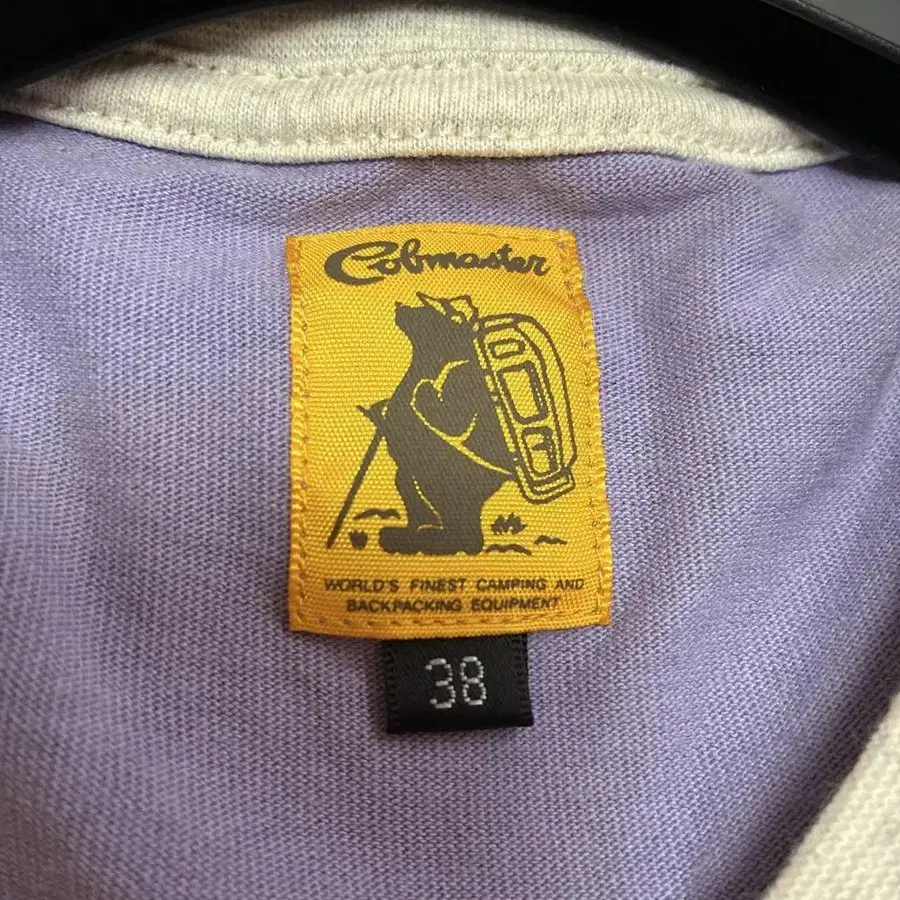 Cobmaster
WORLD'S FINEST CAMPING AND
BACKPACKING EQUIPMENT
38